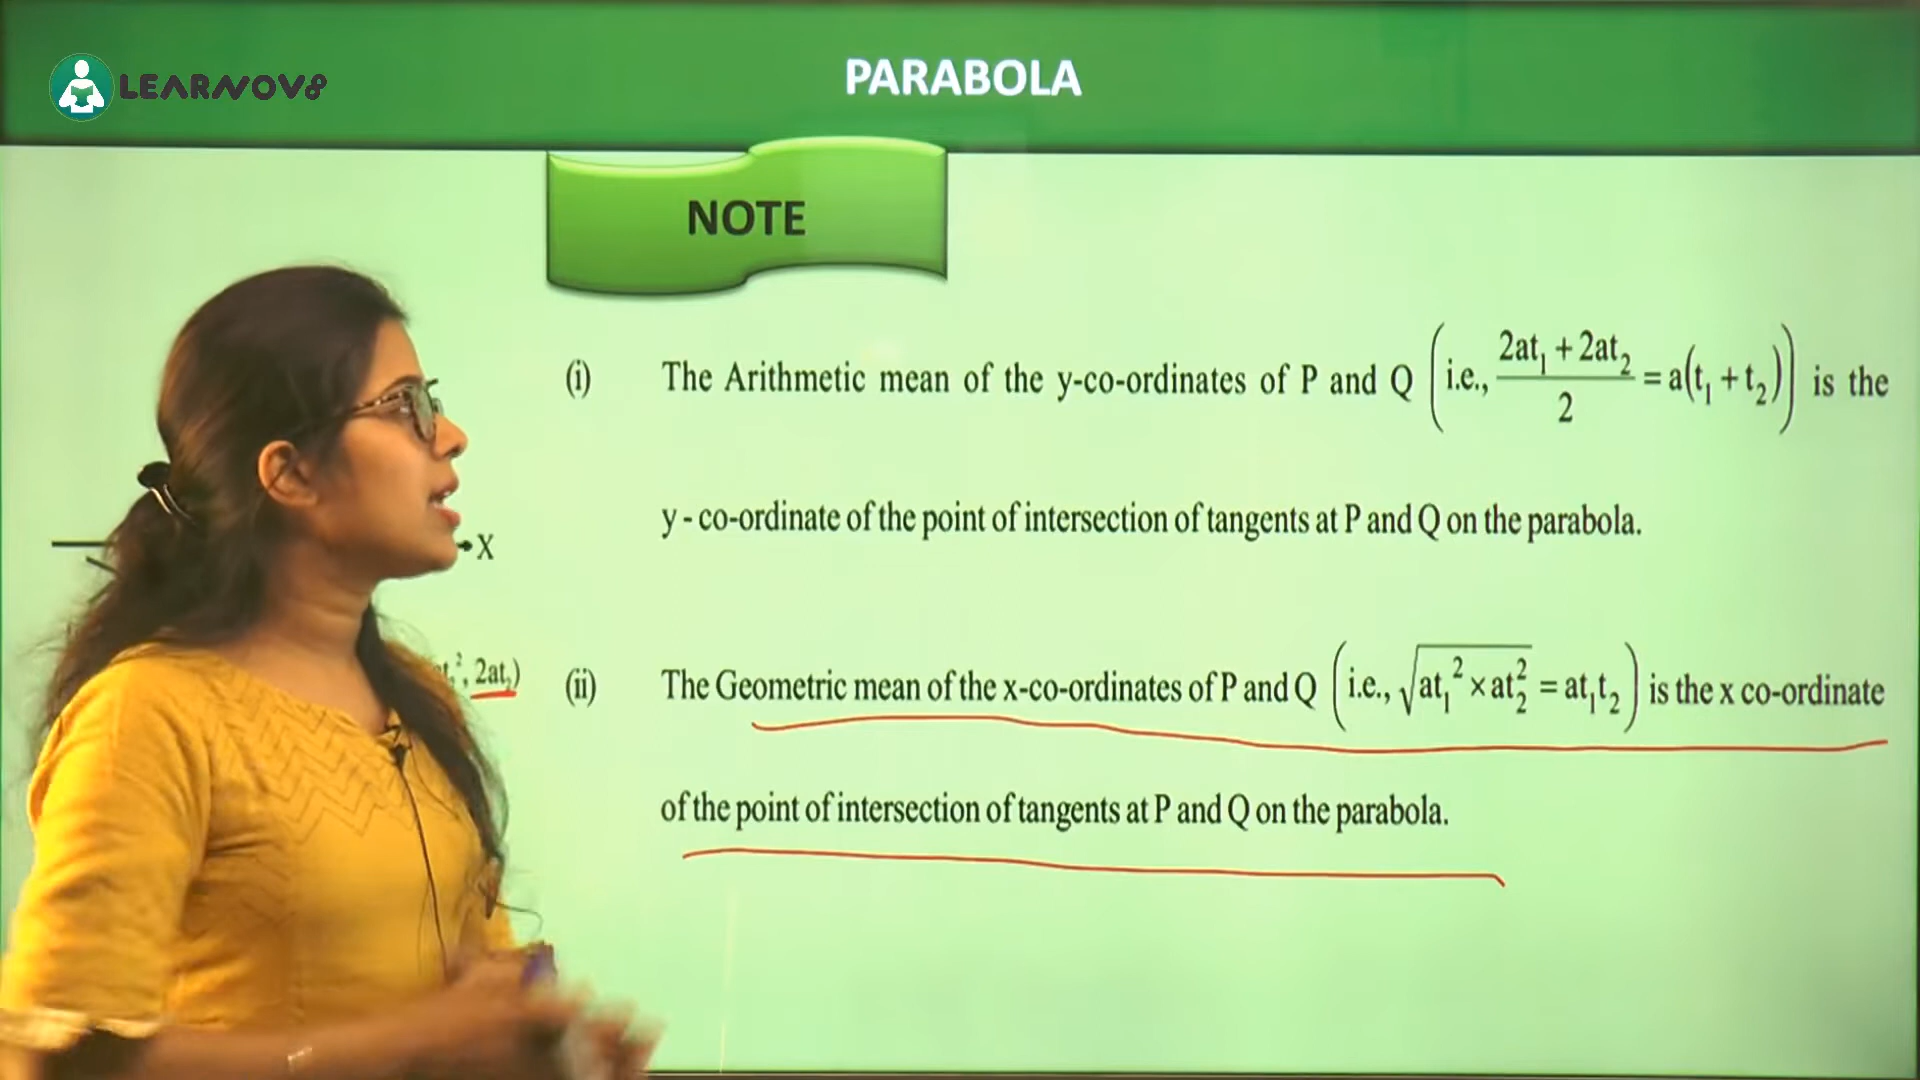 LEARNOV8
PARABOLA
NOTE
(i) The Arithmetic mean of the y-co-ordinates of P and Q (i.e., (2at₁ + 2at₂)/2 = a(t₁ + t₂)) is the
y - co-ordinate of the point of intersection of tangents at P and Q on the parabola.
X
², 2at₂)
(ii) The Geometric mean of the x-co-ordinates of P and Q (i.e., √(at₁² × at₂²) = at₁t₂) is the x co-ordinate
of the point of intersection of tangents at P and Q on the parabola.